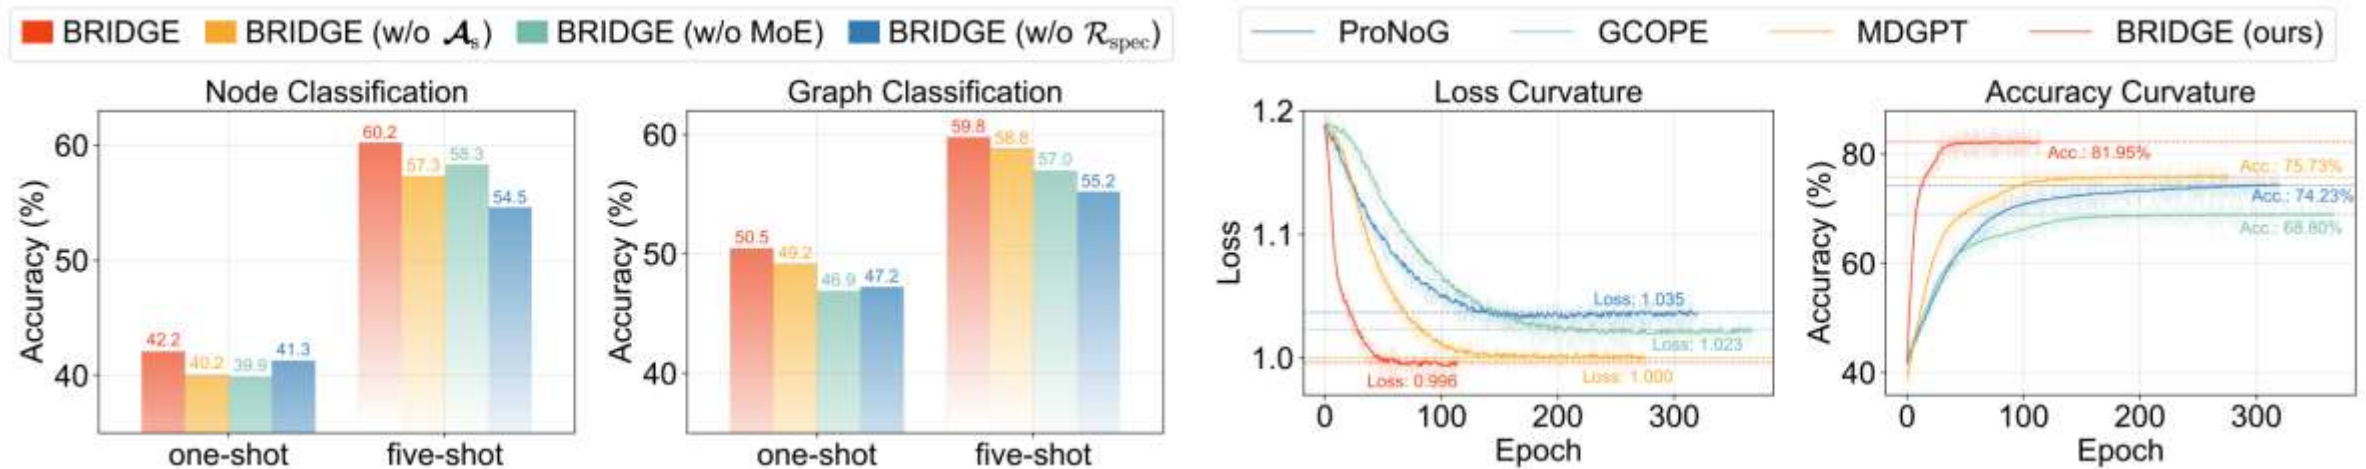 BRIDGE BRIDGE (w/o 𝓐s) BRIDGE (w/o MoE) BRIDGE (w/o ℛspec)
Node Classification
Accuracy (%)
60
50
40
42.2
40.2
39.9
41.3
60.2
57.3
58.3
54.5
one-shot five-shot
Graph Classification
Accuracy (%)
60
50
40
50.5
49.2
46.9
47.2
59.8
58.8
57.0
55.2
one-shot five-shot
ProNoG GCOPE MDGPT BRIDGE (ours)
Loss Curvature
Loss
1.2
1.1
1.0
Loss: 1.035
Loss: 1.023
Loss: 1.000
Loss: 0.996
0 100 200 300
Epoch
Accuracy Curvature
Accuracy (%)
80
60
40
Acc.: 81.95%
Acc.: 75.73%
Acc.: 74.23%
Acc.: 68.80%
0 100 200 300
Epoch